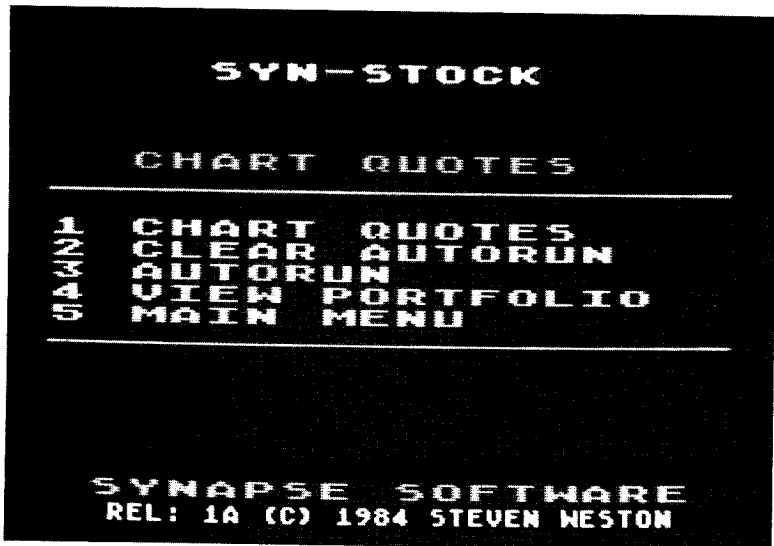 SYN-STOCK
CHART QUOTES
1 CHART QUOTES
2 CLEAR AUTORUN
3 AUTORUN
4 VIEW PORTFOLIO
5 MAIN MENU
SYNAPSE SOFTWARE
REL: 1A (C) 1984 STEVEN WESTON